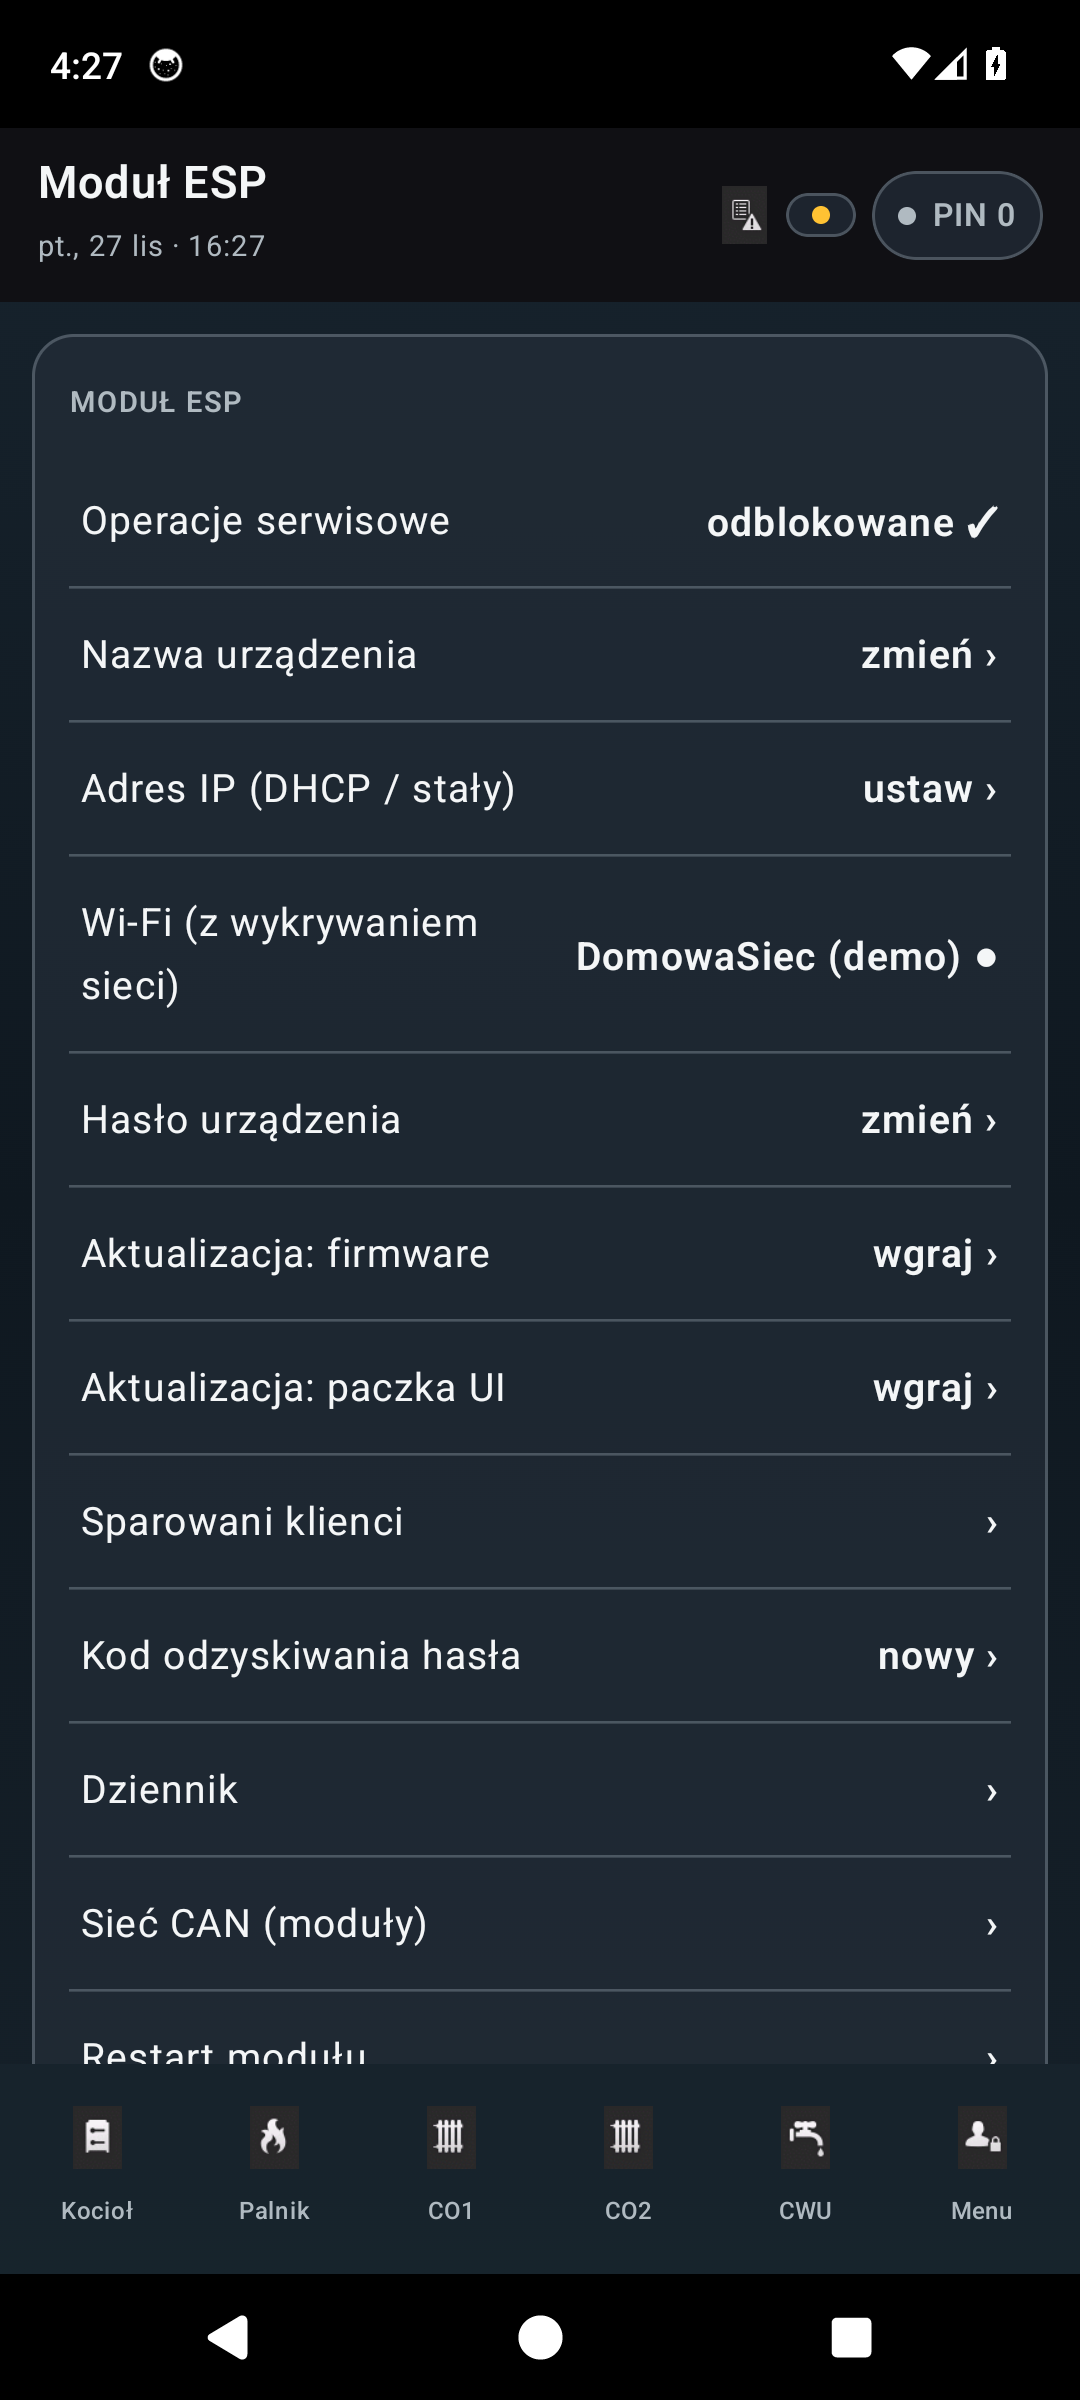 4:27
Moduł ESP
pt., 27 lis · 16:27
PIN 0
MODUŁ ESP
Operacje serwisowe odblokowane ✓
Nazwa urządzenia zmień ›
Adres IP (DHCP / stały) ustaw ›
Wi-Fi (z wykrywaniem
sieci) DomowaSiec (demo) ●
Hasło urządzenia zmień ›
Aktualizacja: firmware wgraj ›
Aktualizacja: paczka UI wgraj ›
Sparowani klienci ›
Kod odzyskiwania hasła nowy ›
Dziennik ›
Sieć CAN (moduły) ›
Restart modułu ›
Kocioł Palnik CO1 CO2 CWU Menu